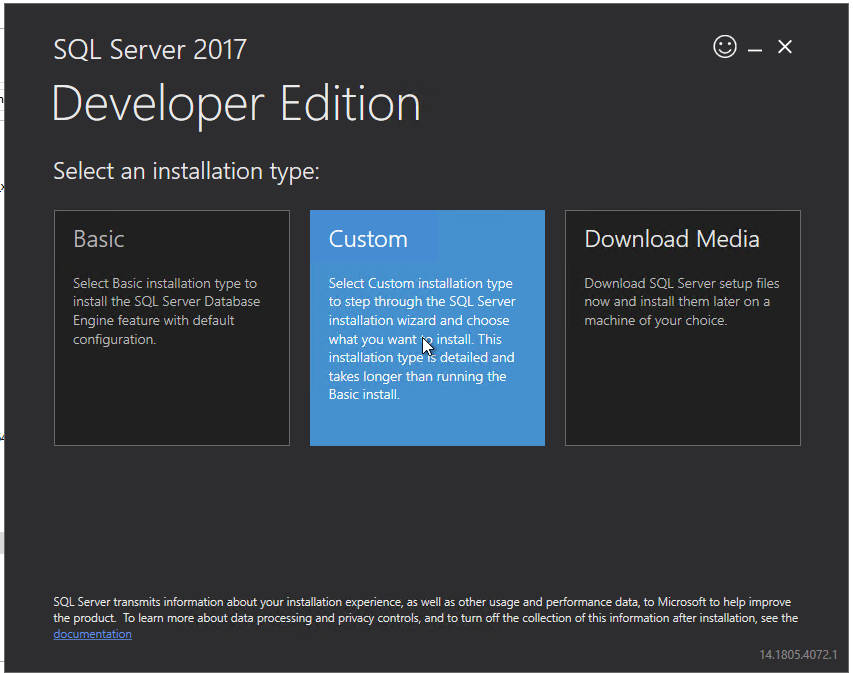 SQL Server 2017
Developer Edition
Select an installation type:
Basic
Select Basic installation type to
install the SQL Server Database
Engine feature with default
configuration.
Custom
Select Custom installation type
to step through the SQL Server
installation wizard and choose
what you want to install. This
installation type is detailed and
takes longer than running the
Basic install.
Download Media
Download SQL Server setup files
now and install them later on a
machine of your choice.
SQL Server transmits information about your installation experience, as well as other usage and performance data, to Microsoft to help improve
the product.  To learn more about data processing and privacy controls, and to turn off the collection of this information after installation, see the
documentation
14.1805.4072.1